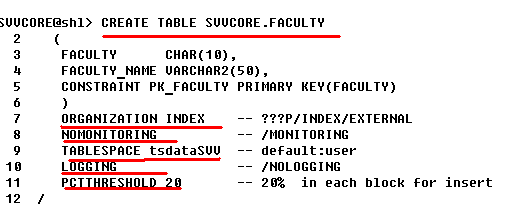 SVVCORE@sh1> CREATE TABLE SVVCORE.FACULTY
2 (
3 FACULTY CHAR(10),
4 FACULTY_NAME VARCHAR2(50),
5 CONSTRAINT PK_FACULTY PRIMARY KEY(FACULTY)
6 )
7 ORGANIZATION INDEX -- ???P/INDEX/EXTERNAL
8 NOMONITORING -- /MONITORING
9 TABLESPACE tsdataSVV -- default:user
10 LOGGING -- /NOLOGGING
11 PCTTHRESHOLD 20 -- 20% in each block for insert
12 /